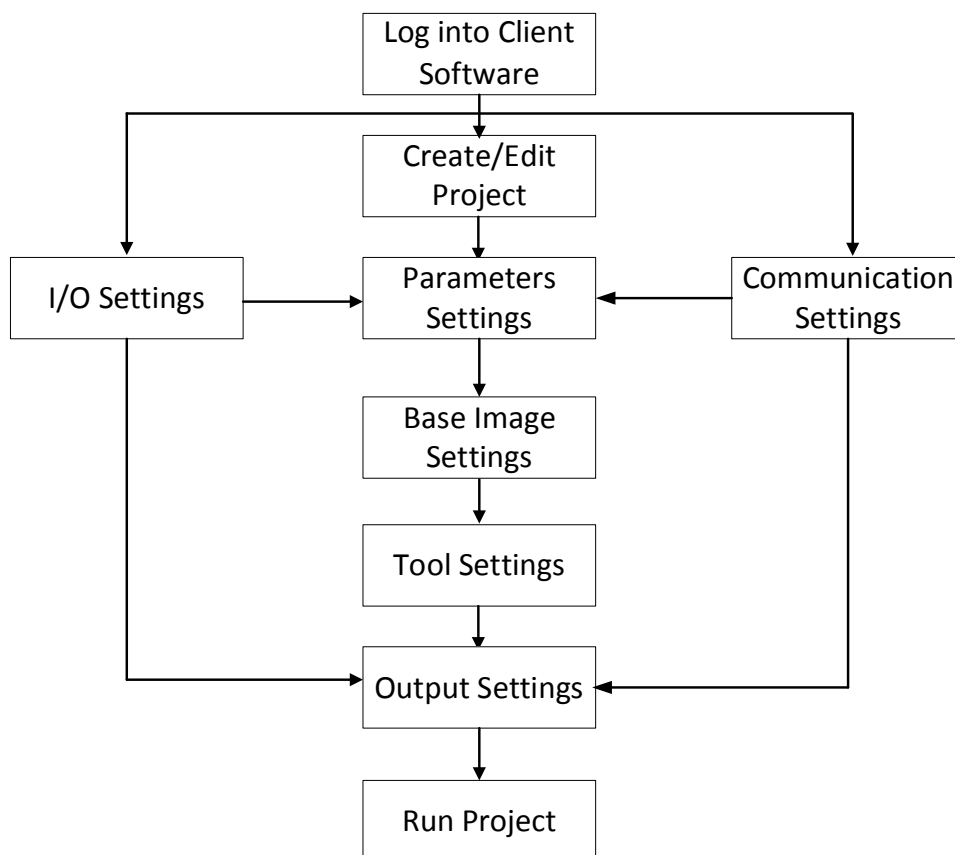 Log into Client
Software
Create/Edit
Project
I/O Settings
Parameters
Settings
Communication
Settings
Base Image
Settings
Tool Settings
Output Settings
Run Project